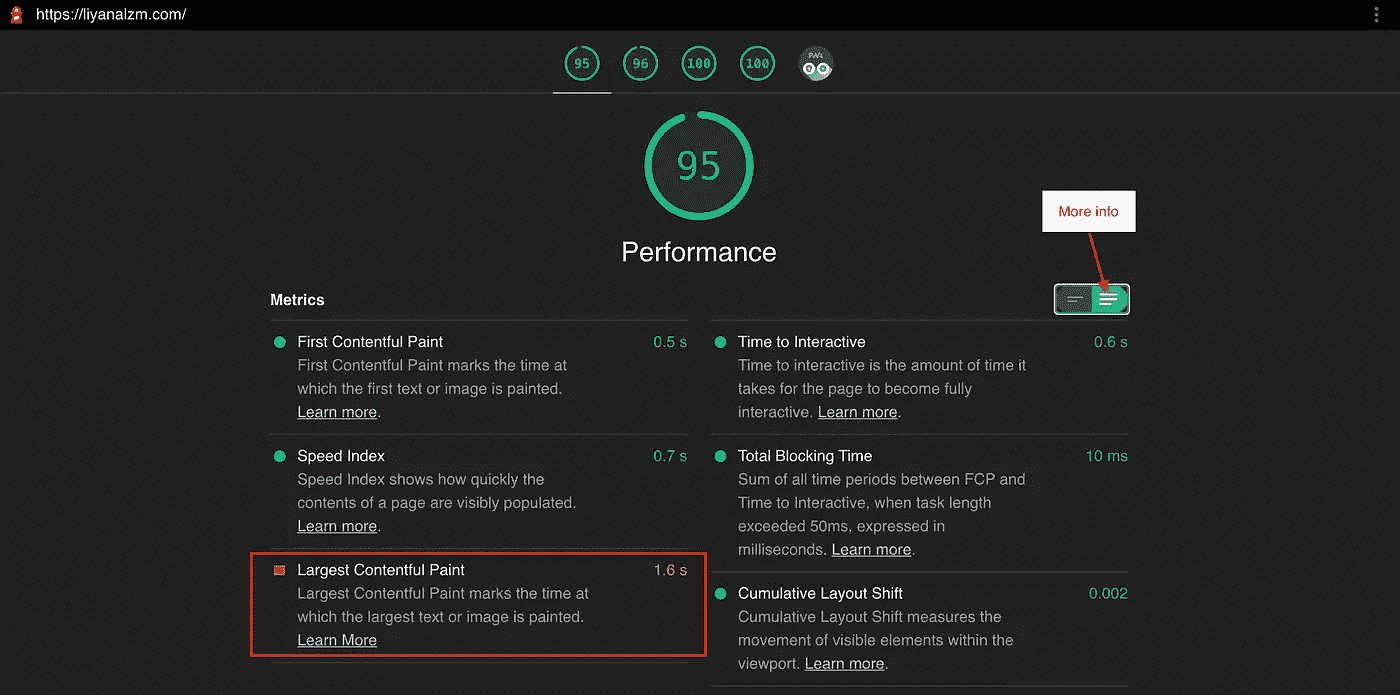 https://liyanalzm.com/
95
96
100
100
PWA
95
Performance
More info
Metrics
First Contentful Paint
0.5 s
First Contentful Paint marks the time at
which the first text or image is painted.
Learn more.
Speed Index
0.7 s
Speed Index shows how quickly the
contents of a page are visibly populated.
Learn more.
Largest Contentful Paint
1.6 s
Largest Contentful Paint marks the time at
which the largest text or image is painted.
Learn More
Time to Interactive
0.6 s
Time to interactive is the amount of time it
takes for the page to become fully
interactive. Learn more.
Total Blocking Time
10 ms
Sum of all time periods between FCP and
Time to Interactive, when task length
exceeded 50ms, expressed in
milliseconds. Learn more.
Cumulative Layout Shift
0.002
Cumulative Layout Shift measures the
movement of visible elements within the
viewport. Learn more.